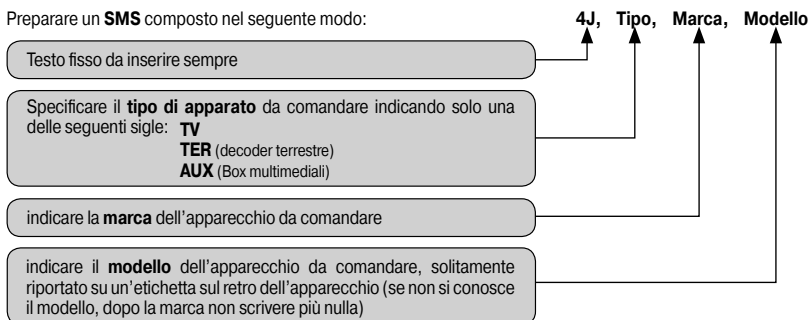 Preparare un SMS composto nel seguente modo: 4J, Tipo, Marca, Modello
Testo fisso da inserire sempre
Specificare il tipo di apparato da comandare indicando solo una
delle seguenti sigle: TV
TER (decoder terrestre)
AUX (Box multimediali)
indicare la marca dell'apparecchio da comandare
indicare il modello dell'apparecchio da comandare, solitamente
riportato su un'etichetta sul retro dell'apparecchio (se non si conosce
il modello, dopo la marca non scrivere più nulla)